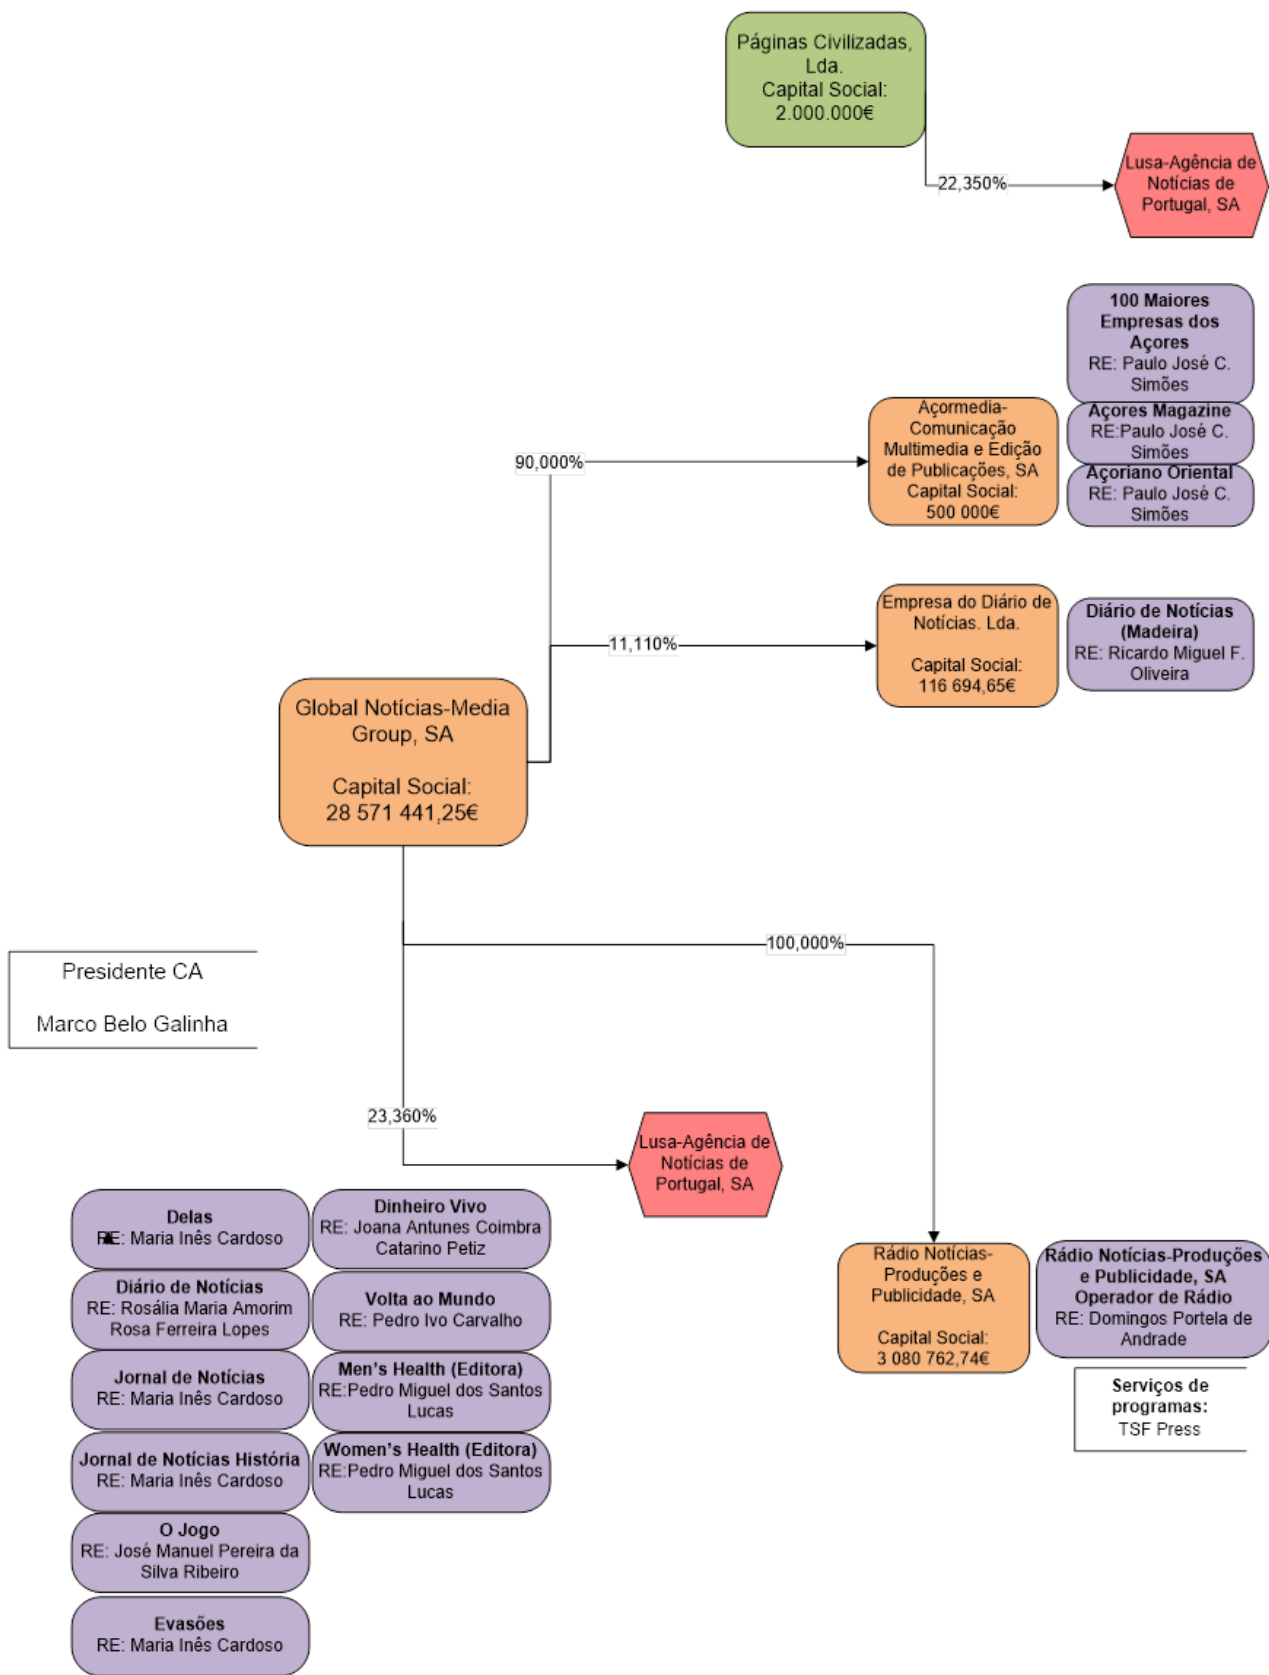 Páginas Civilizadas,
Lda.
Capital Social:
2.000.000€
22,350%
Lusa-Agência de
Notícias de
Portugal, SA
100 Maiores
Empresas dos
Açores
RE: Paulo José C.
Simões
Açormedia-
Comunicação
Multimedia e Edição
de Publicações, SA
Capital Social:
500 000€
Açores Magazine
RE:Paulo José C.
Simões
Açoriano Oriental
RE: Paulo José C.
Simões
90,000%
11,110%
Empresa do Diário de
Notícias. Lda.
Capital Social:
116 694,65€
Diário de Notícias
(Madeira)
RE: Ricardo Miguel F.
Oliveira
Global Notícias-Media
Group, SA
Capital Social:
28 571 441,25€
100,000%
Presidente CA
Marco Belo Galinha
23,360%
Lusa-Agência de
Notícias de
Portugal, SA
Delas
RE: Maria Inês Cardoso
Dinheiro Vivo
RE: Joana Antunes Coimbra
Catarino Petiz
Diário de Notícias
RE: Rosália Maria Amorim
Rosa Ferreira Lopes
Volta ao Mundo
RE: Pedro Ivo Carvalho
Jornal de Notícias
RE: Maria Inês Cardoso
Men's Health (Editora)
RE:Pedro Miguel dos Santos
Lucas
Jornal de Notícias História
RE: Maria Inês Cardoso
Women's Health (Editora)
RE:Pedro Miguel dos Santos
Lucas
O Jogo
RE: José Manuel Pereira da
Silva Ribeiro
Evasões
RE: Maria Inês Cardoso
Rádio Notícias-
Produções e
Publicidade, SA
Capital Social:
3 080 762,74€
Rádio Notícias-Produções
e Publicidade, SA
Operador de Rádio
RE: Domingos Portela de
Andrade
Serviços de
programas:
TSF Press